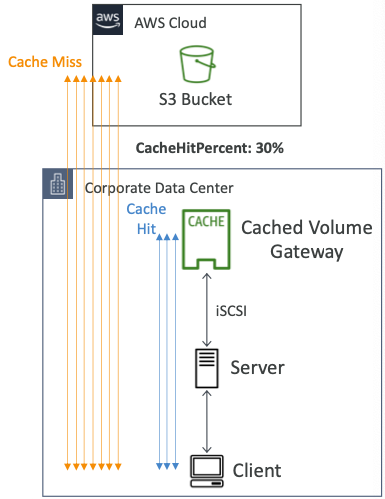 aws
AWS Cloud
Cache Miss
S3 Bucket
CacheHitPercent: 30%
Corporate Data Center
Cache
Hit
CACHE
Cached Volume
Gateway
iSCSI
Server
Client